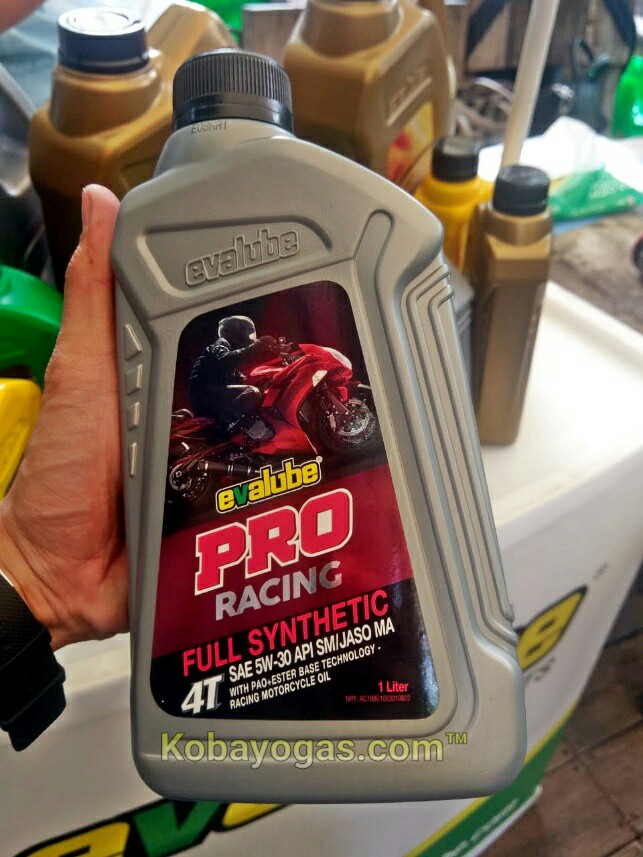 evalube
evalube®
PRO
RACING
FULL SYNTHETIC
4T
SAE 5W-30 API SM/JASO MA
WITH PAO+ESTER BASE TECHNOLOGY -
RACING MOTORCYCLE OIL
1 Liter
Kobayogas.com™